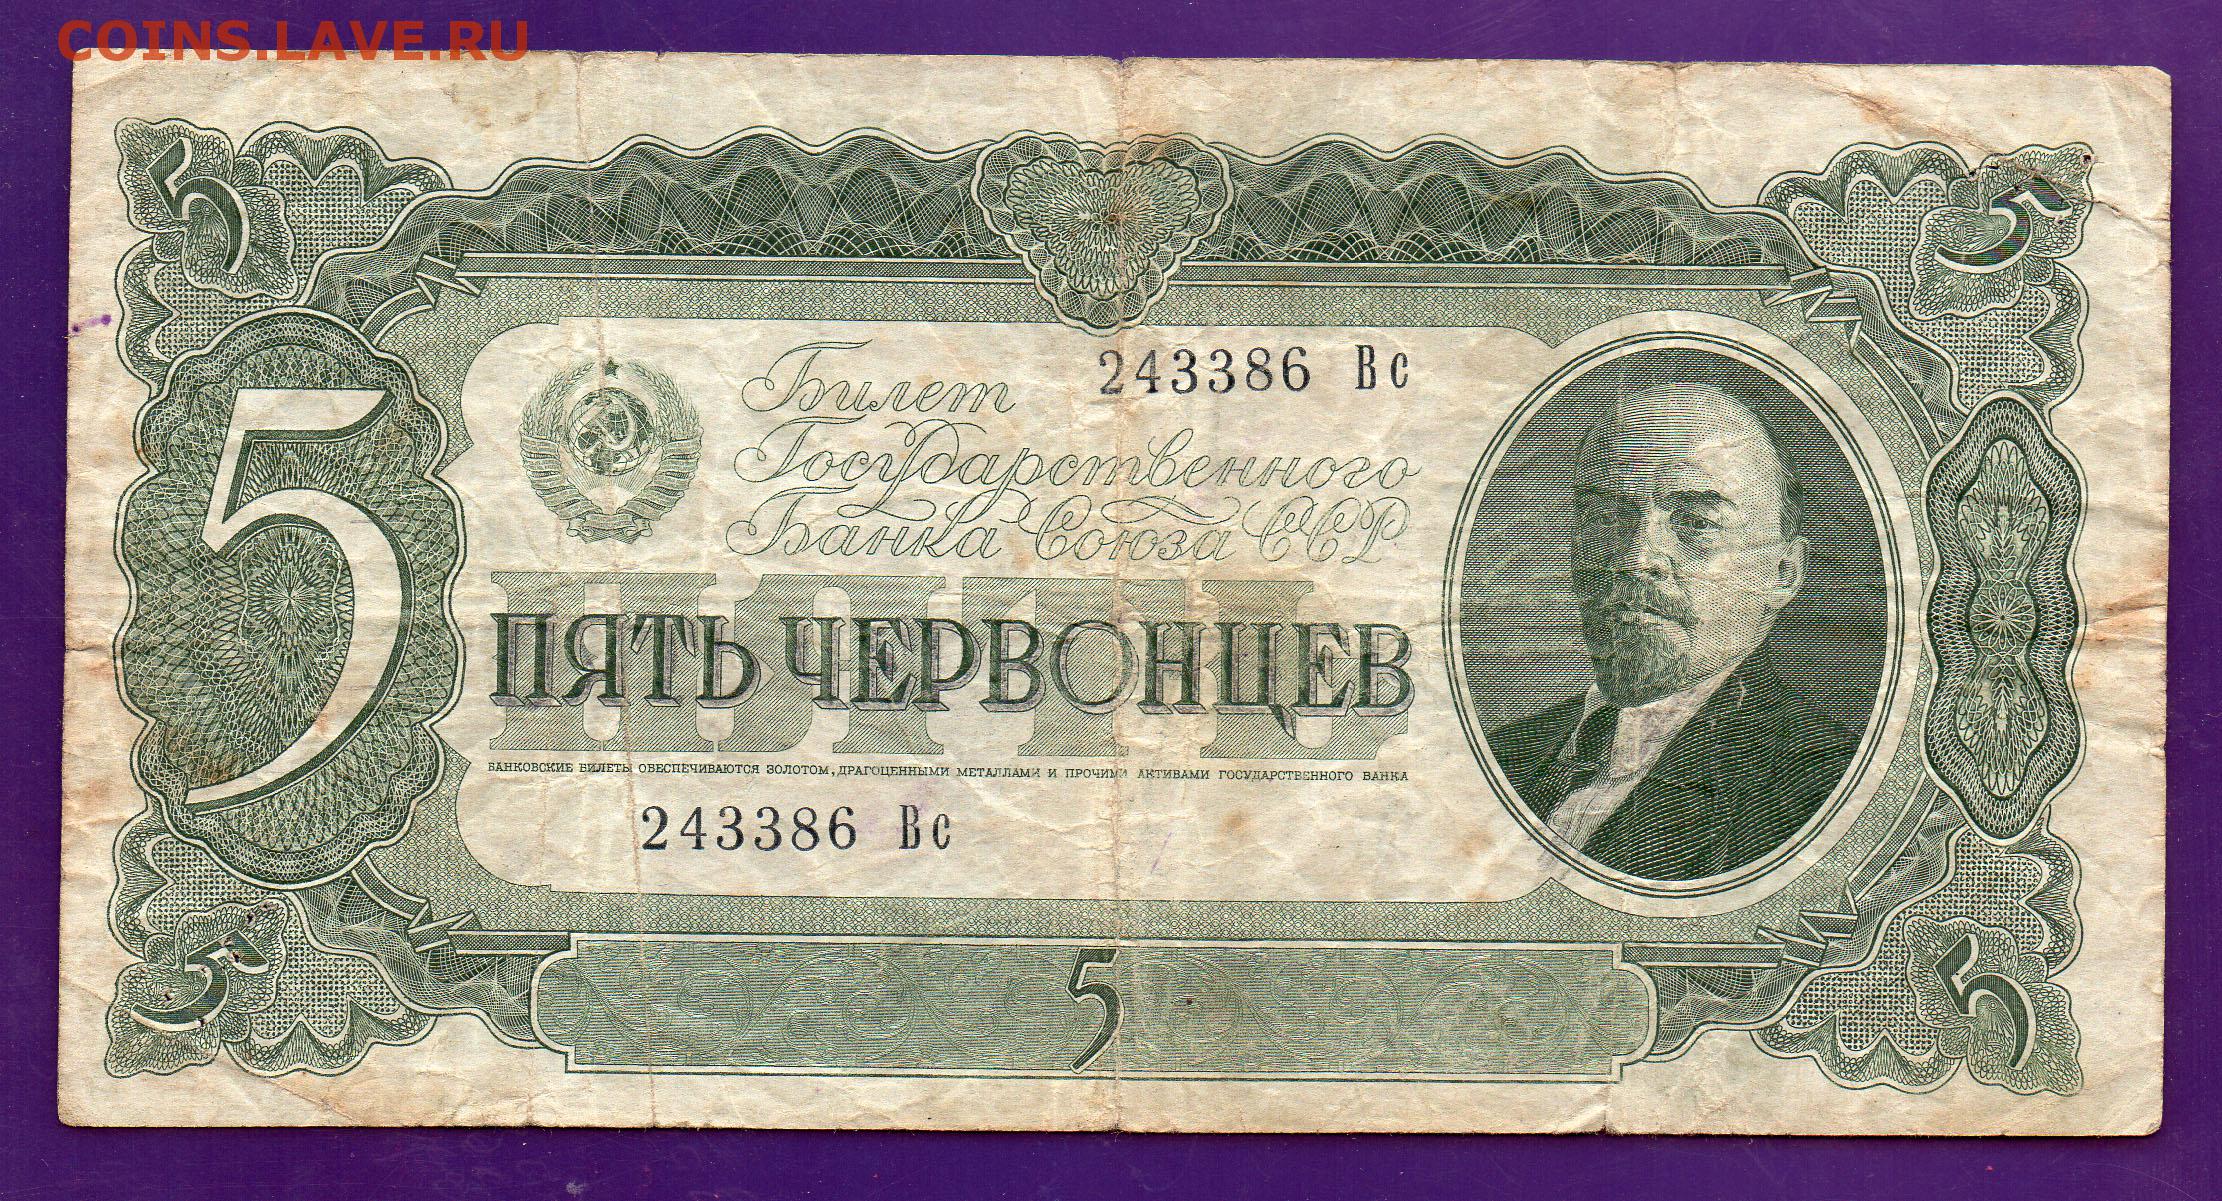 COINS.LAVE.RU
5
5
Билет
243386 Вс
Государственного
Банка Союза ССР
5
ПЯТЬ
ПЯТЬ ЧЕРВОНЦЕВ
БАНКОВСКИЕ БИЛЕТЫ ОБЕСПЕЧИВАЮТСЯ ЗОЛОТОМ, ДРАГОЦЕННЫМИ МЕТАЛЛАМИ И ПРОЧИМИ АКТИВАМИ ГОСУДАРСТВЕННОГО БАНКА
243386 Вс
5
5
5